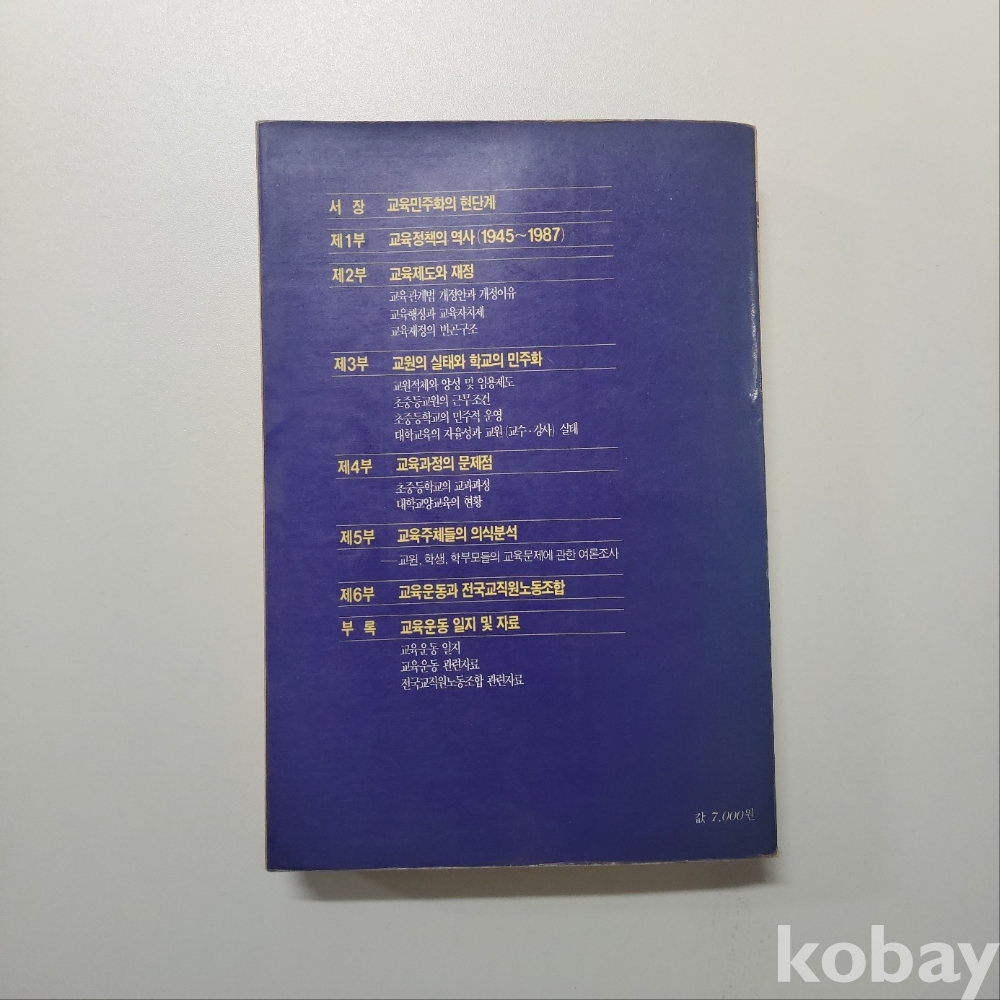 서 장 교육민주화의 현단계
제1부 교육정책의 역사(1945~1987)
제2부 교육제도와 재정
교육관계법 개정안과 개정이유
교육행정과 교육자치제
교육재정의 빈곤구조
제3부 교원의 실태와 학교의 민주화
교원적체와 양성 및 임용제도
초중등교원의 근무조건
초중등학교의 민주적 운영
대학교육의 자율성과 교원(교수·강사) 실태
제4부 교육과정의 문제점
초중등학교의 교과과정
대학교양교육의 현황
제5부 교육주체들의 의식분석
—교원, 학생, 학부모들의 교육문제에 관한 여론조사
제6부 교육운동과 전국교직원노동조합
부 록 교육운동 일지 및 자료
교육운동 일지
교육운동 관련자료
전국교직원노동조합 관련자료
값 7,000원
kobay